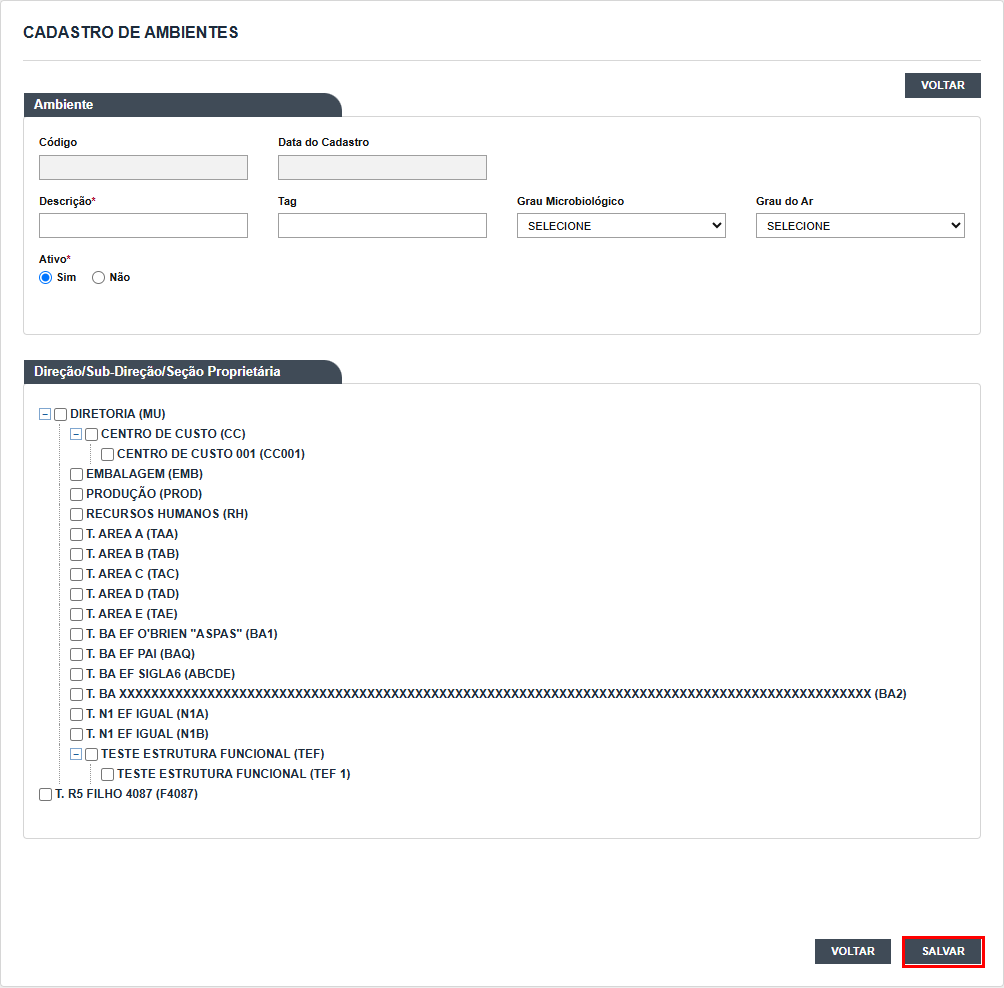 CADASTRO DE AMBIENTES
VOLTAR
Ambiente
Código Data do Cadastro
Descrição* Tag Grau Microbiológico Grau do Ar
SELECIONE SELECIONE
Ativo*
Sim Não
Direção/Sub-Direção/Seção Proprietária
DIRETORIA (MU)
CENTRO DE CUSTO (CC)
CENTRO DE CUSTO 001 (CC001)
EMBALAGEM (EMB)
PRODUÇÃO (PROD)
RECURSOS HUMANOS (RH)
T. AREA A (TAA)
T. AREA B (TAB)
T. AREA C (TAC)
T. AREA D (TAD)
T. AREA E (TAE)
T. BA EF O'BRIEN "ASPAS" (BA1)
T. BA EF PAI (BAQ)
T. BA EF SIGLA6 (ABCDE)
T. BA XXXXXXXXXXXXXXXXXXXXXXXXXXXXXXXXXXXXXXXXXXXXXXXXXXXXXXXXXXXXXXXXXXXXXXXXXXXXXXXXXXXXXXXXXXXXXX (BA2)
T. N1 EF IGUAL (N1A)
T. N1 EF IGUAL (N1B)
TESTE ESTRUTURA FUNCIONAL (TEF)
TESTE ESTRUTURA FUNCIONAL (TEF 1)
T. R5 FILHO 4087 (F4087)
VOLTAR SALVAR